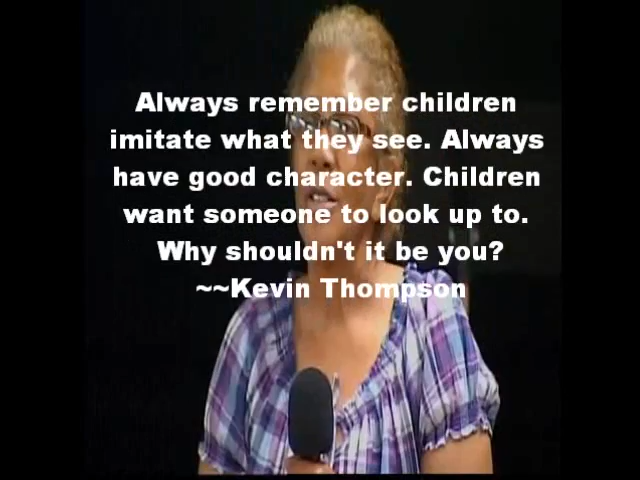 Always remember children
imitate what they see. Always
have good character. Children
want someone to look up to.
Why shouldn't it be you?
~~Kevin Thompson